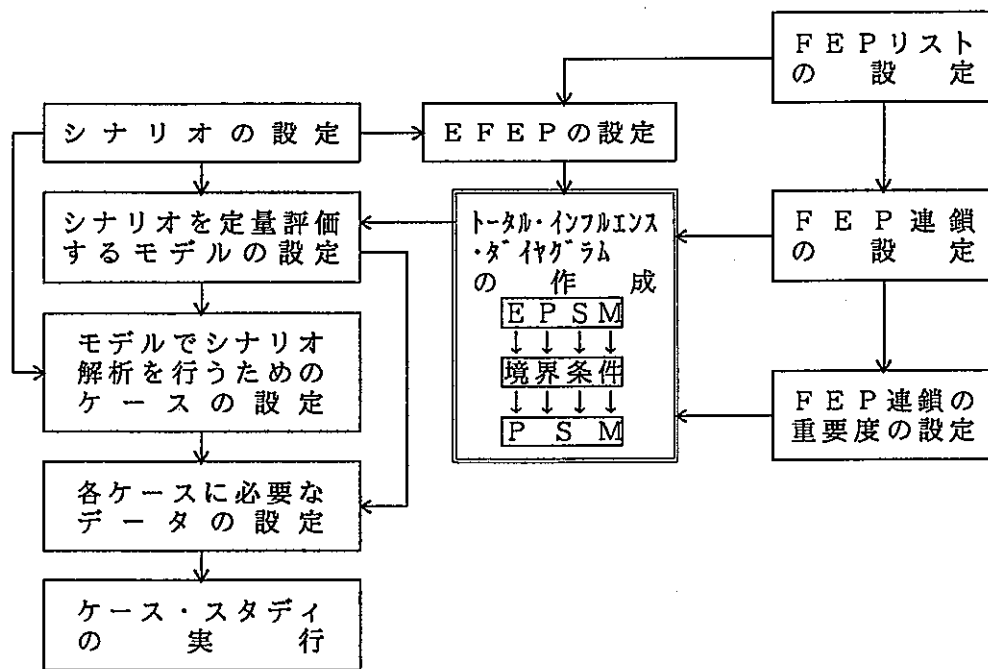 FEPリスト
の設定
シナリオの設定
EFEPの設定
シナリオを定量評価
するモデルの設定
トータル・インフルエンス
・ダイヤグラム
の作成
EPSM
↓↓↓↓
境界条件
↓↓↓↓
PSM
FEP連鎖
の設定
モデルでシナリオ
解析を行うための
ケースの設定
FEP連鎖の
重要度の設定
各ケースに必要な
データの設定
ケース・スタディ
の実行